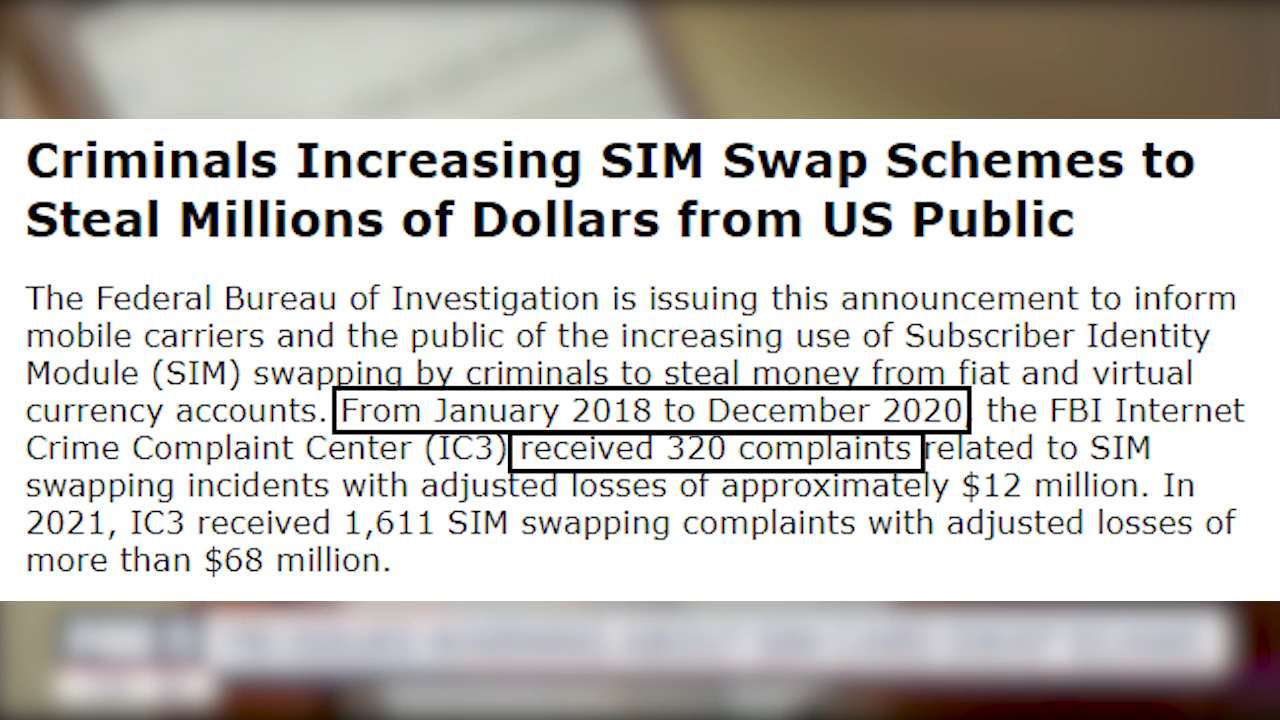 Criminals Increasing SIM Swap Schemes to
Steal Millions of Dollars from US Public
The Federal Bureau of Investigation is issuing this announcement to inform
mobile carriers and the public of the increasing use of Subscriber Identity
Module (SIM) swapping by criminals to steal money from fiat and virtual
currency accounts. From January 2018 to December 2020, the FBI Internet
Crime Complaint Center (IC3) received 320 complaints related to SIM
swapping incidents with adjusted losses of approximately $12 million. In
2021, IC3 received 1,611 SIM swapping complaints with adjusted losses of
more than $68 million.